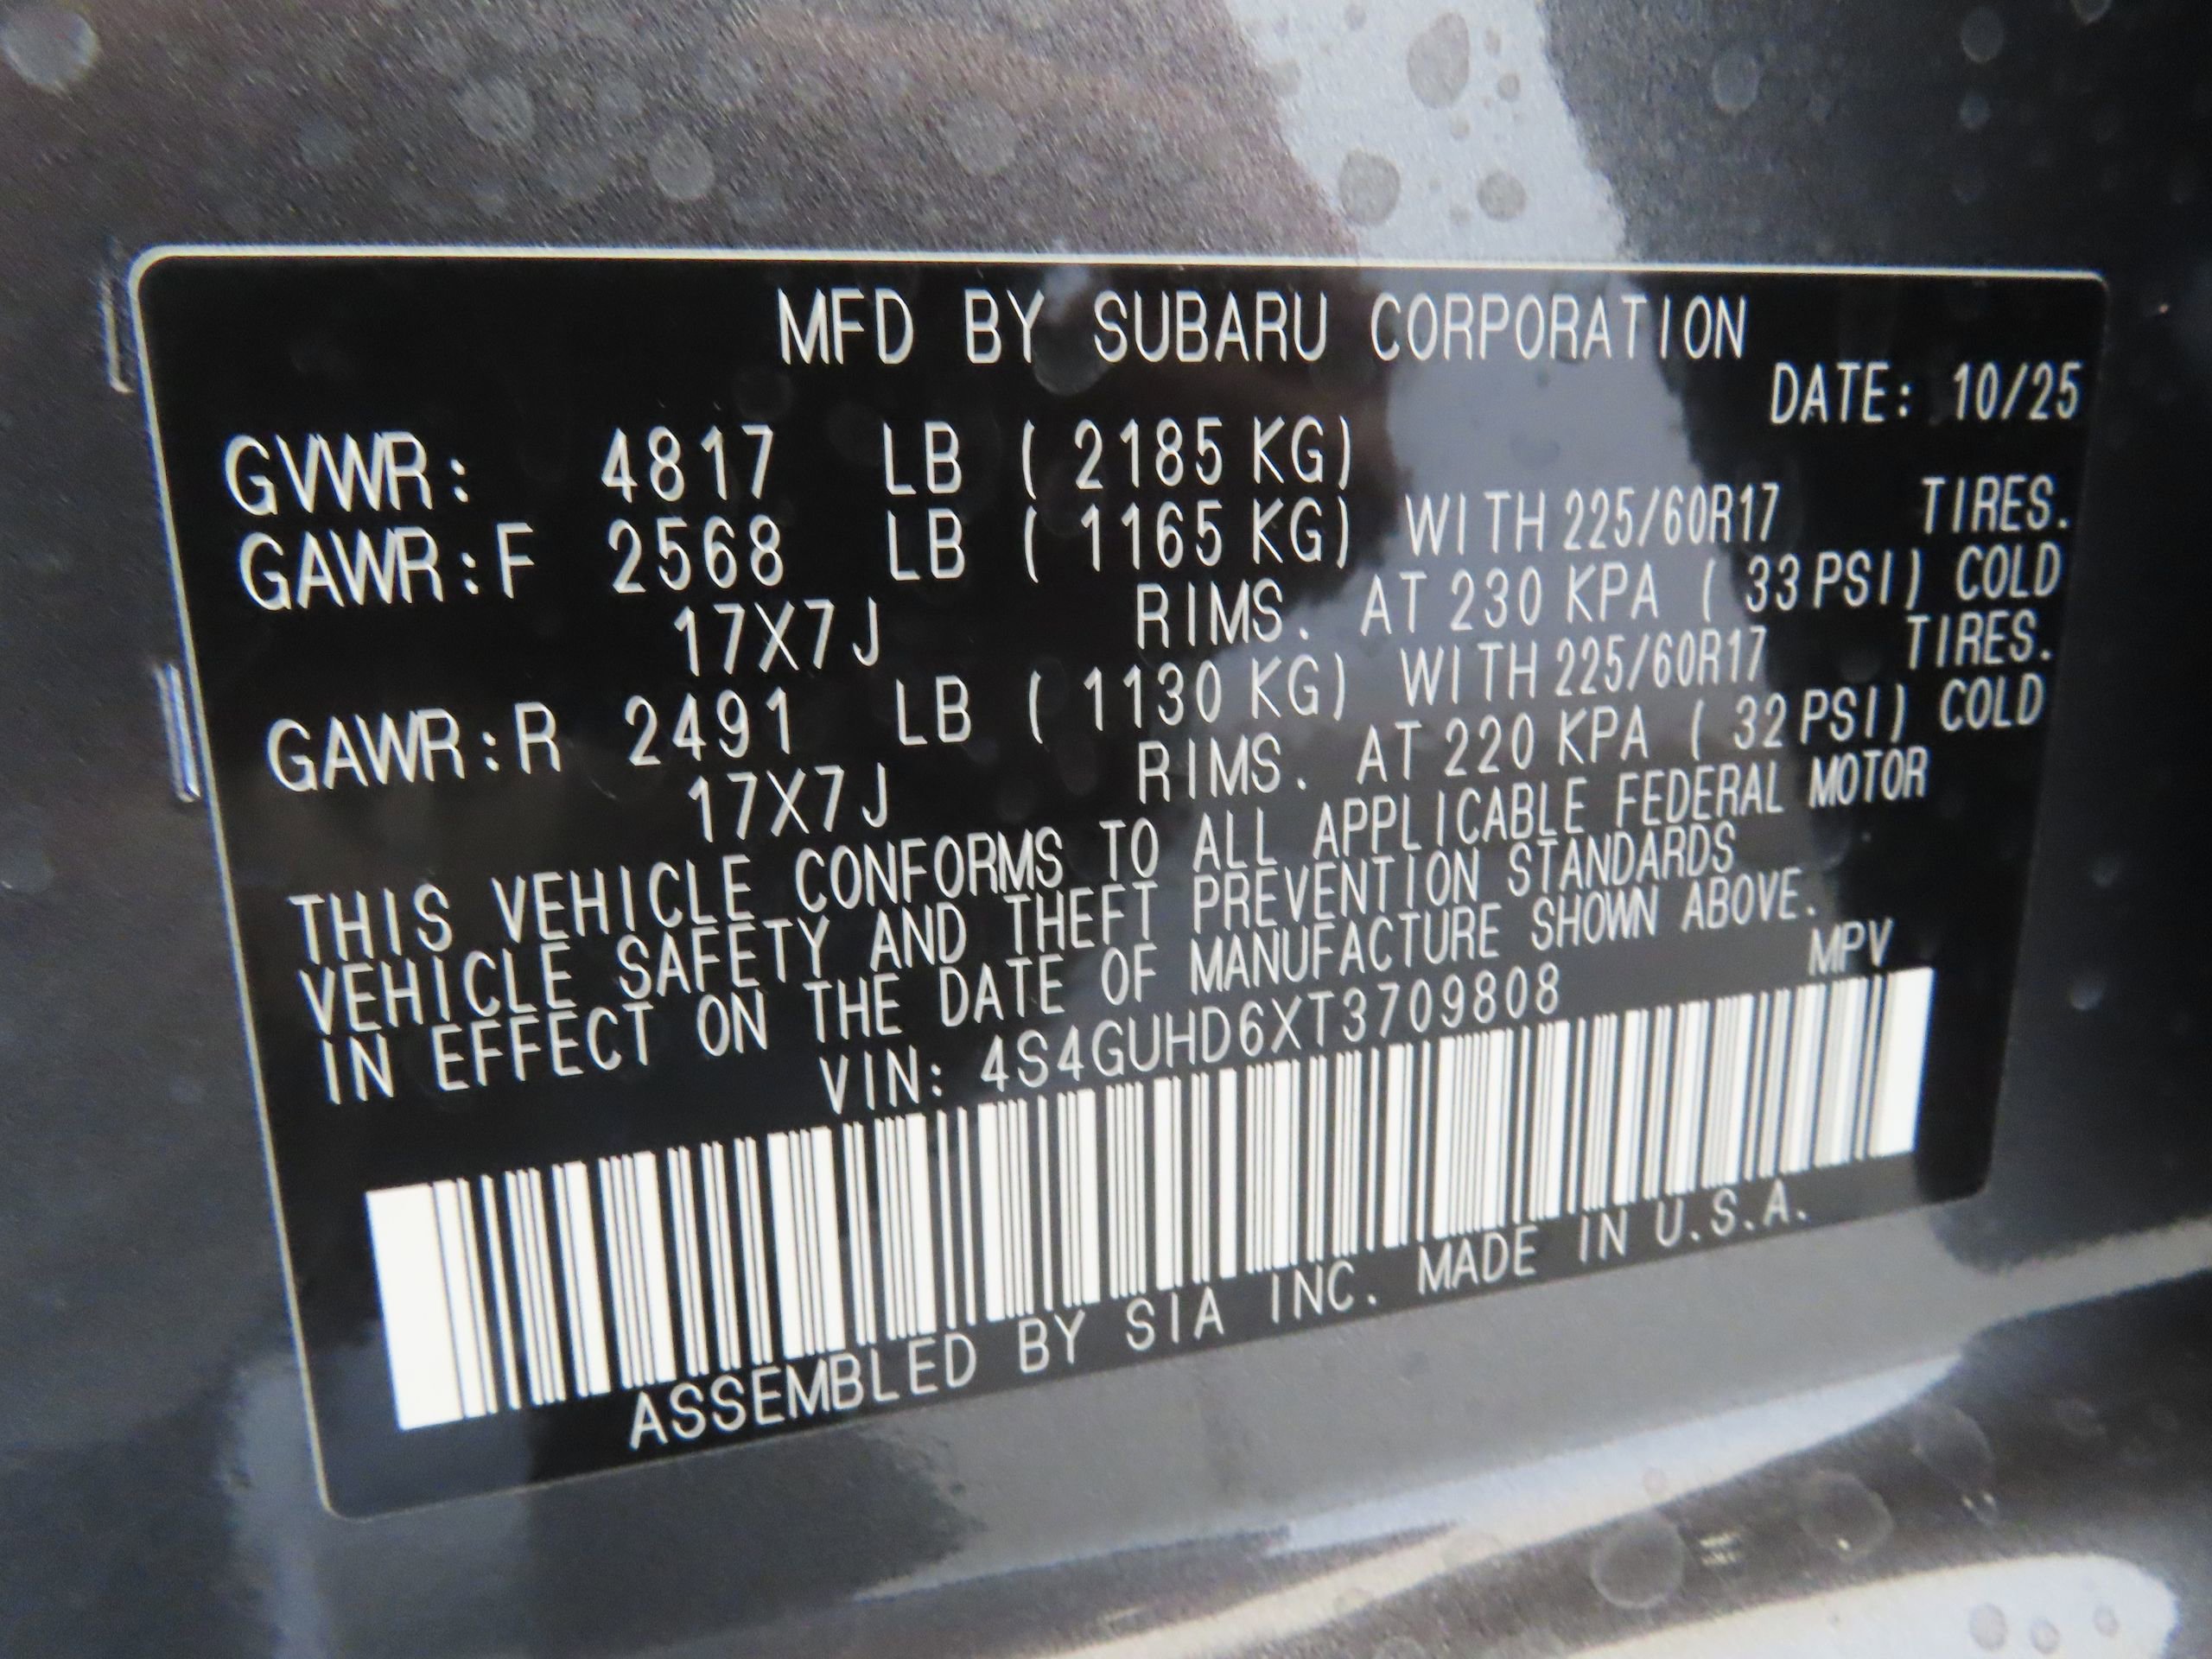 MFD BY SUBARU CORPORATION
DATE: 10/25
GVWR: 4817 LB ( 2185 KG)
GAWR:F 2568 LB ( 1165 KG) WITH 225/60R17 TIRES.
17X7J RIMS. AT 230 KPA ( 33 PSI) COLD
GAWR:R 2491 LB ( 1130 KG) WITH 225/60R17 TIRES.
17X7J RIMS. AT 220 KPA ( 32 PSI) COLD
THIS VEHICLE CONFORMS TO ALL APPLICABLE FEDERAL MOTOR
VEHICLE SAFETY AND THEFT PREVENTION STANDARDS
IN EFFECT ON THE DATE OF MANUFACTURE SHOWN ABOVE.
VIN: 4S4GUHD6XT3709808 MPV
ASSEMBLED BY SIA INC. MADE IN U.S.A.